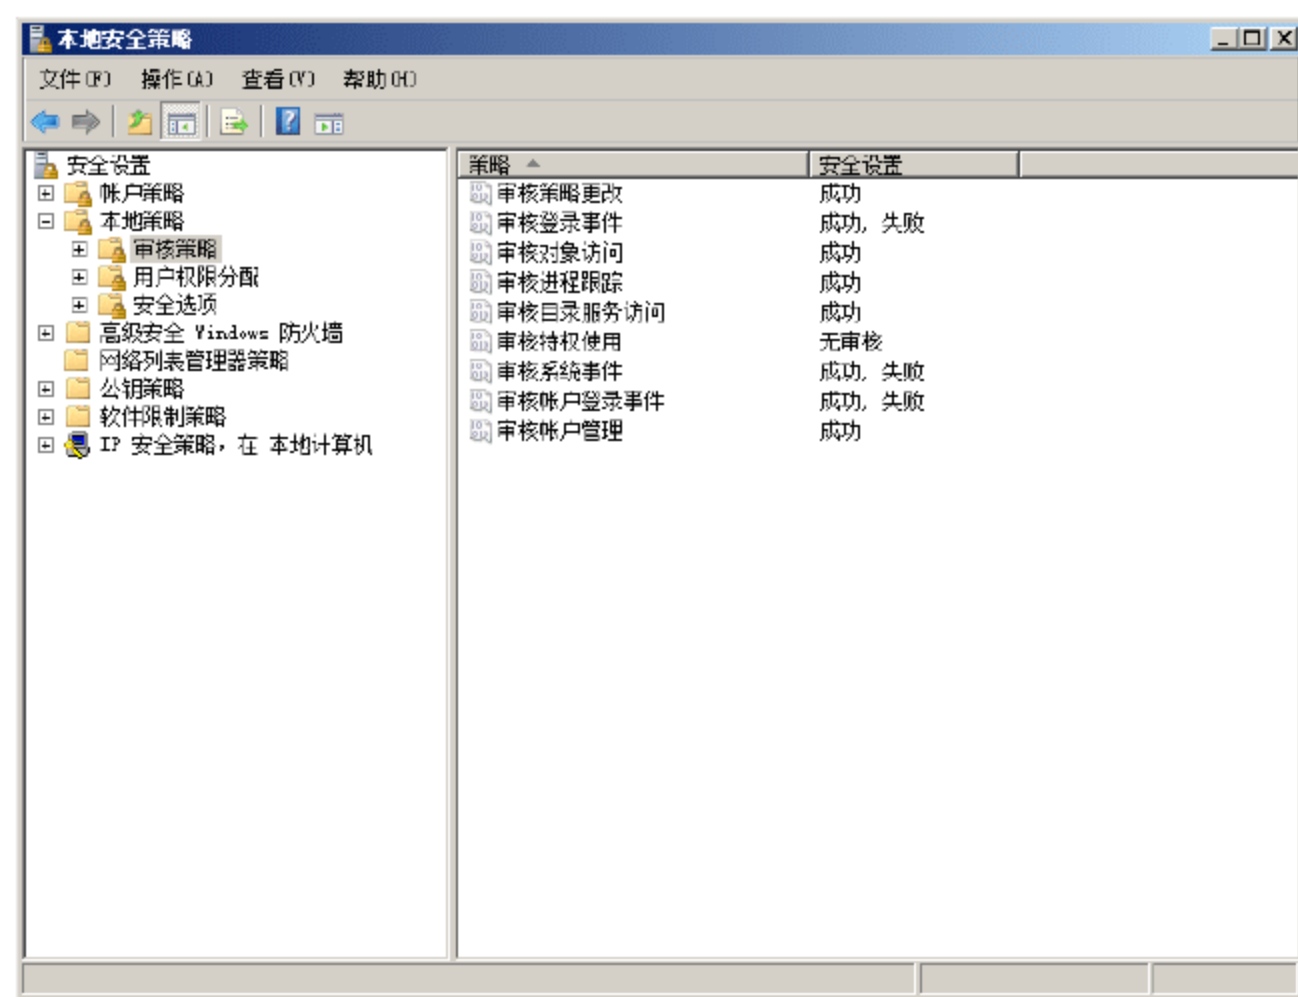 本地安全策略
文件(F) 操作(A) 查看(V) 帮助(H)
安全设置
帐户策略
本地策略
审核策略
用户权限分配
安全选项
高级安全 Windows 防火墙
网络列表管理器策略
公钥策略
软件限制策略
IP 安全策略，在 本地计算机
策略 安全设置
审核策略更改 成功
审核登录事件 成功, 失败
审核对象访问 成功
审核进程跟踪 成功
审核目录服务访问 成功
审核特权使用 无审核
审核系统事件 成功, 失败
审核帐户登录事件 成功, 失败
审核帐户管理 成功